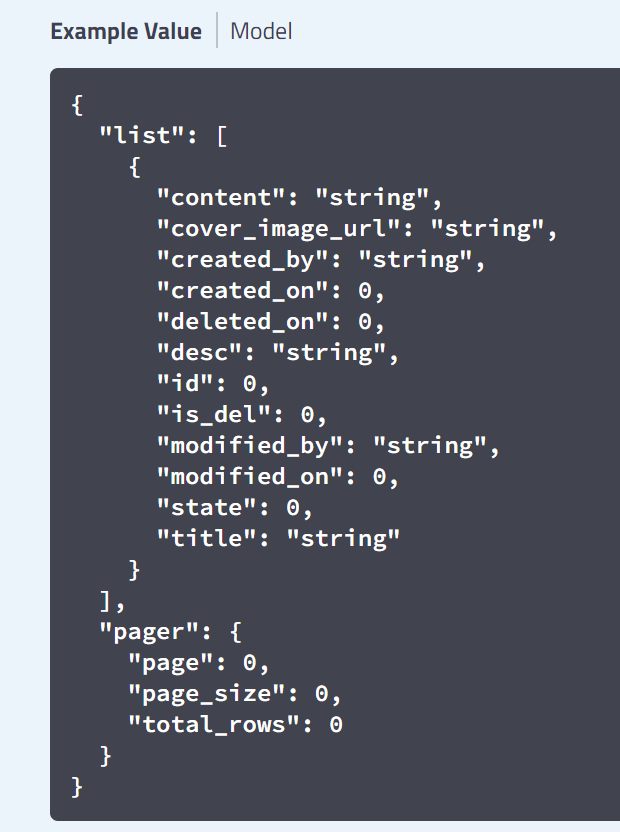 Example Value Model
{
  "list": [
    {
      "content": "string",
      "cover_image_url": "string",
      "created_by": "string",
      "created_on": 0,
      "deleted_on": 0,
      "desc": "string",
      "id": 0,
      "is_del": 0,
      "modified_by": "string",
      "modified_on": 0,
      "state": 0,
      "title": "string"
    }
  ],
  "pager": {
    "page": 0,
    "page_size": 0,
    "total_rows": 0
  }
}